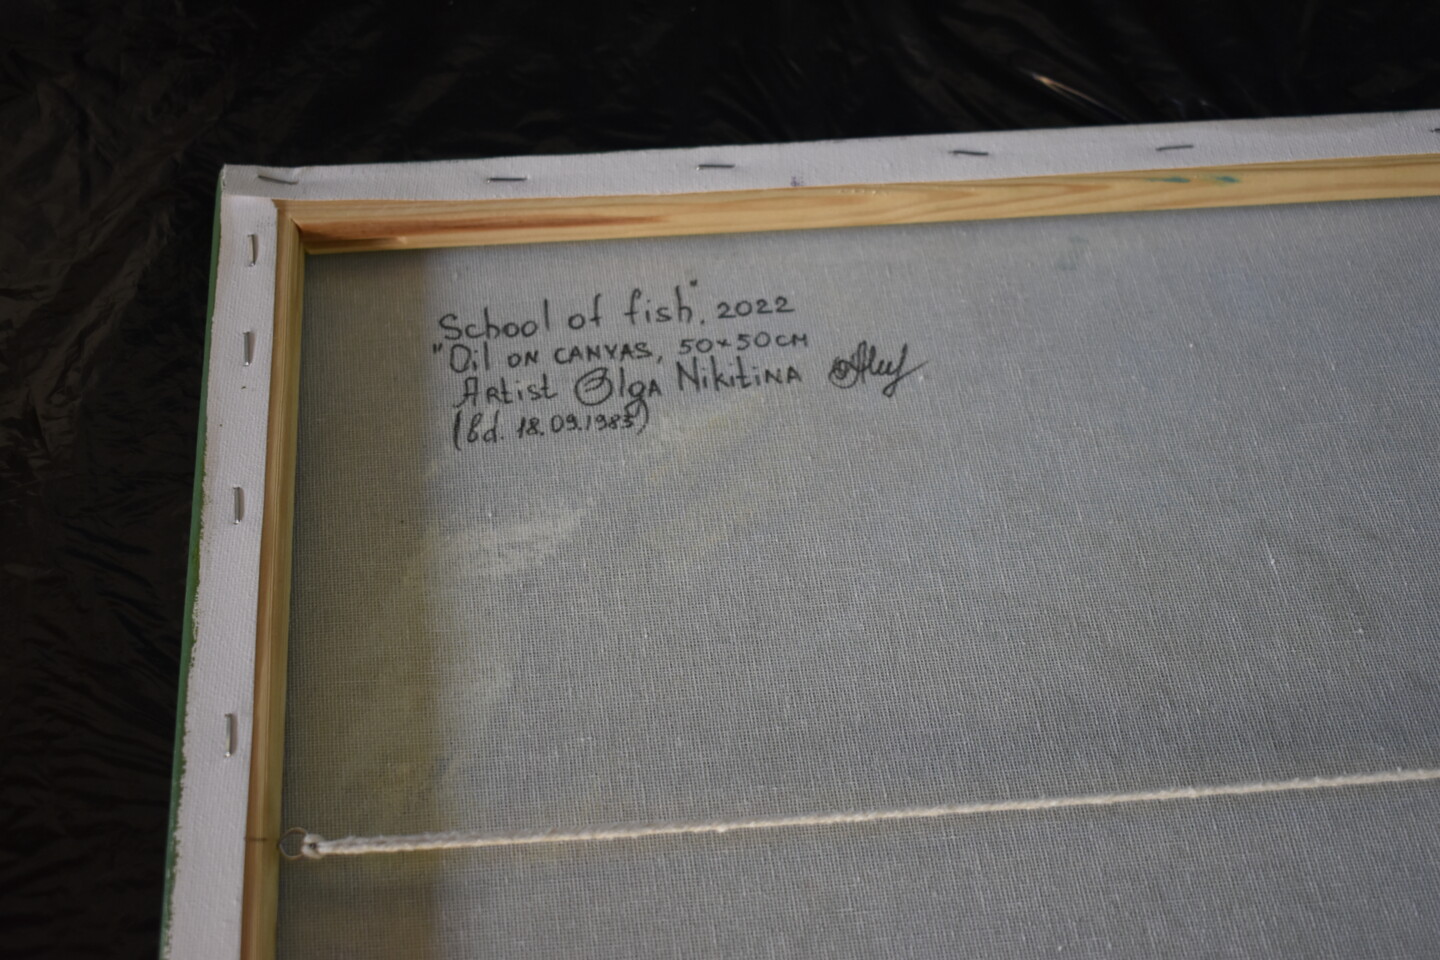 "School of fish". 2022
"Oil on canvas, 50×50cm
Artist Olga Nikitina
(bd. 18.09.1983)